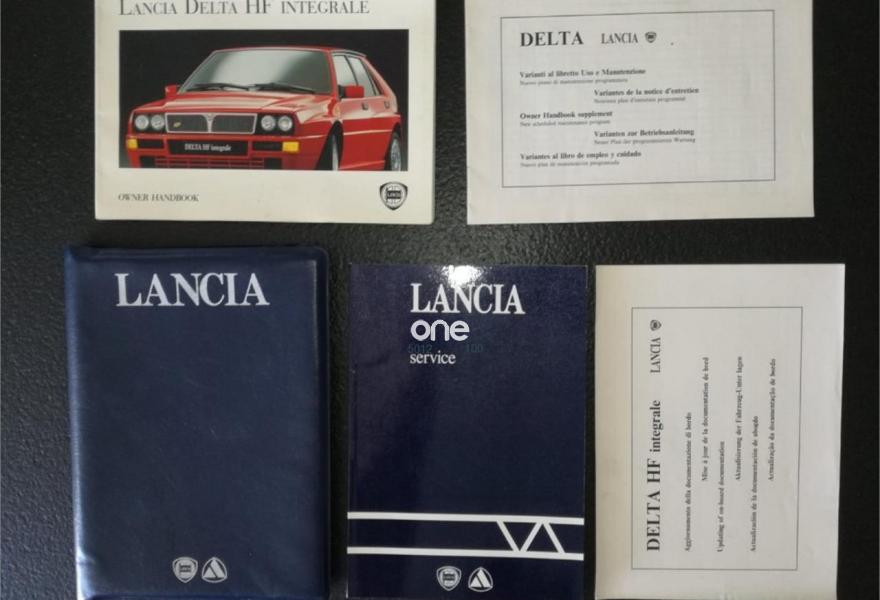 LANCIA DELTA HF INTEGRALE
DELTA HF integrale
OWNER HANDBOOK
DELTA LANCIA
Varianti al libretto Uso e Manutenzione
Nuovo piano di manutenzione programmata
Variantes de la notice d'entretien
Nouveau plan d'entretien programmé
Owner Handbook supplement
New scheduled maintenance program
Varianten zur Betriebsanleitung
Neuer Plan der programmierten Wartung
Variantes al libro de empleo y cuidado
Nuevo plan de manutención programada
LANCIA
LANCIA
one
5012 100
service
DELTA HF integrale LANCIA
Aggiornamento della documentazione di bordo
Mise à jour de la documentation de bord
Updating of on-board documentation
Aktualisierung der Fahrzeug-Unter lagen
Actualización de la documentación de abordo
Actualização da documentação de bordo